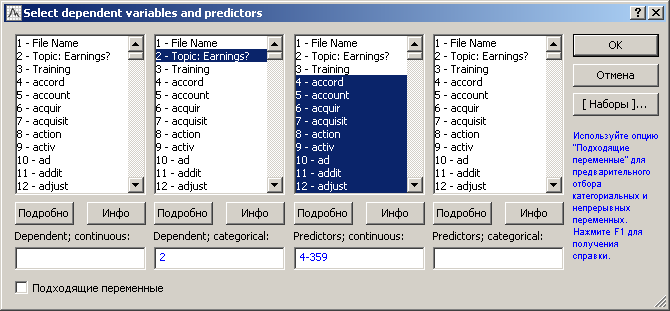 Select dependent variables and predictors
1 - File Name
2 - Topic: Earnings?
3 - Training
4 - accord
5 - account
6 - acquir
7 - acquisit
8 - action
9 - activ
10 - ad
11 - addit
12 - adjust
1 - File Name
2 - Topic: Earnings?
3 - Training
4 - accord
5 - account
6 - acquir
7 - acquisit
8 - action
9 - activ
10 - ad
11 - addit
12 - adjust
1 - File Name
2 - Topic: Earnings?
3 - Training
4 - accord
5 - account
6 - acquir
7 - acquisit
8 - action
9 - activ
10 - ad
11 - addit
12 - adjust
1 - File Name
2 - Topic: Earnings?
3 - Training
4 - accord
5 - account
6 - acquir
7 - acquisit
8 - action
9 - activ
10 - ad
11 - addit
12 - adjust
OK
Отмена
[ Наборы ]...
Используйте опцию
"Подходящие
переменные" для
предварительного
отбора
категориальных и
непрерывных
переменных.
Нажмите F1 для
получения
справки.
Подробно Инфо Подробно Инфо Подробно Инфо Подробно Инфо
Dependent; continuous: Dependent; categorical: Predictors, continuous: Predictors, categorical:
2 4-359
Подходящие переменные